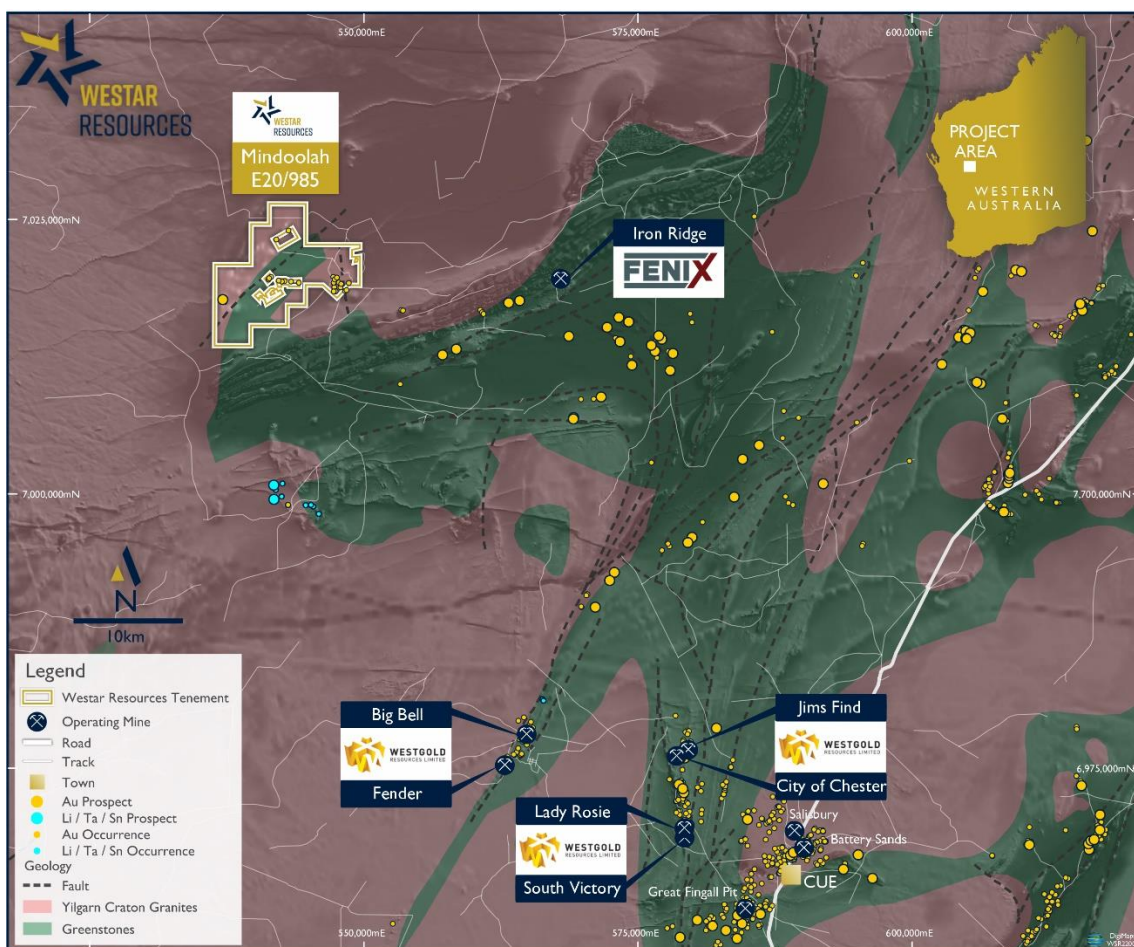 550,000mE
575,000mE
600,000mE
WESTAR
RESOURCES
WESTAR
RESOURCES
Mindoolah
E20/985
PROJECT
AREA
WESTERN
AUSTRALIA
7,025,000mN
Iron Ridge
FENIX
7,000,000mN
7,700,000mN
N
10km
Legend
Westar Resources Tenement
Operating Mine
Road
Track
Town
Au Prospect
Li / Ta / Sn Prospect
Au Occurrence
Li / Ta / Sn Occurrence
Geology
Fault
Yilgarn Craton Granites
Greenstones
Big Bell
WESTGOLD
RESOURCES LIMITED
Fender
Jims Find
WESTGOLD
RESOURCES LIMITED
City of Chester
6,975,000mN
Lady Rosie
WESTGOLD
RESOURCES LIMITED
South Victory
Salisbury
Battery Sands
CUE
Great Fingall Pit
550,000mE
575,000mE
600,000mE